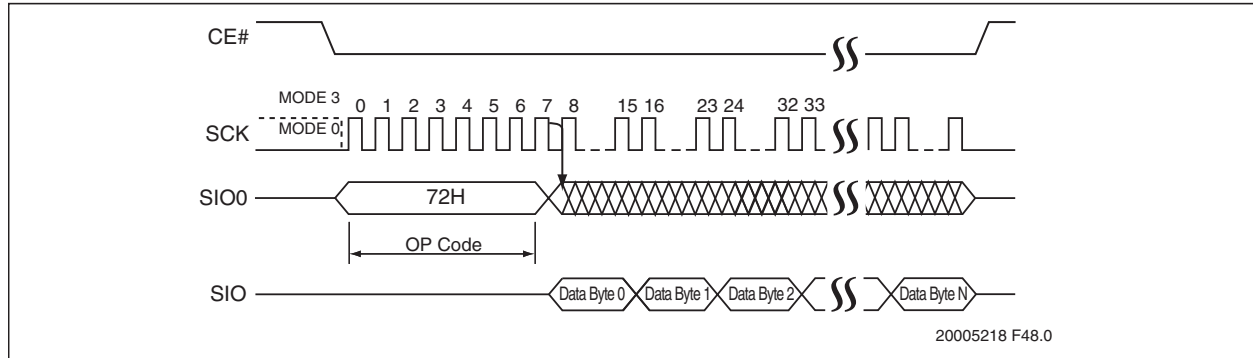 CE#
MODE 3
0 1 2 3 4 5 6 7 8 15 16 23 24 32 33
SCK
MODE 0
SIO0
72H
OP Code
SIO
Data Byte 0
Data Byte 1
Data Byte 2
Data Byte N
20005218 F48.0